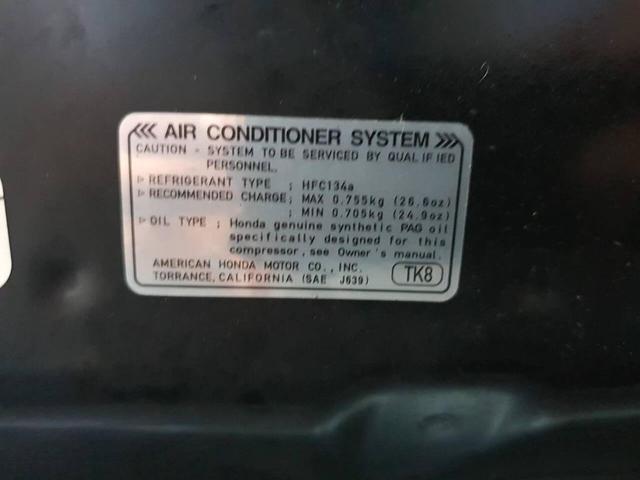 <<< AIR CONDITIONER SYSTEM >>>
CAUTION - SYSTEM TO BE SERVICED BY QUALIFIED
PERSONNEL.
▷ REFRIGERANT TYPE ; HFC134a
▷ RECOMMENDED CHARGE; MAX 0.755kg (26.6oz)
; MIN 0.705kg (24.9oz)
▷ OIL TYPE ; Honda genuine synthetic PAG oil
specifically designed for this
compressor, see Owner's manual.
AMERICAN HONDA MOTOR CO., INC.
TORRANCE, CALIFORNIA (SAE J639)
TK8